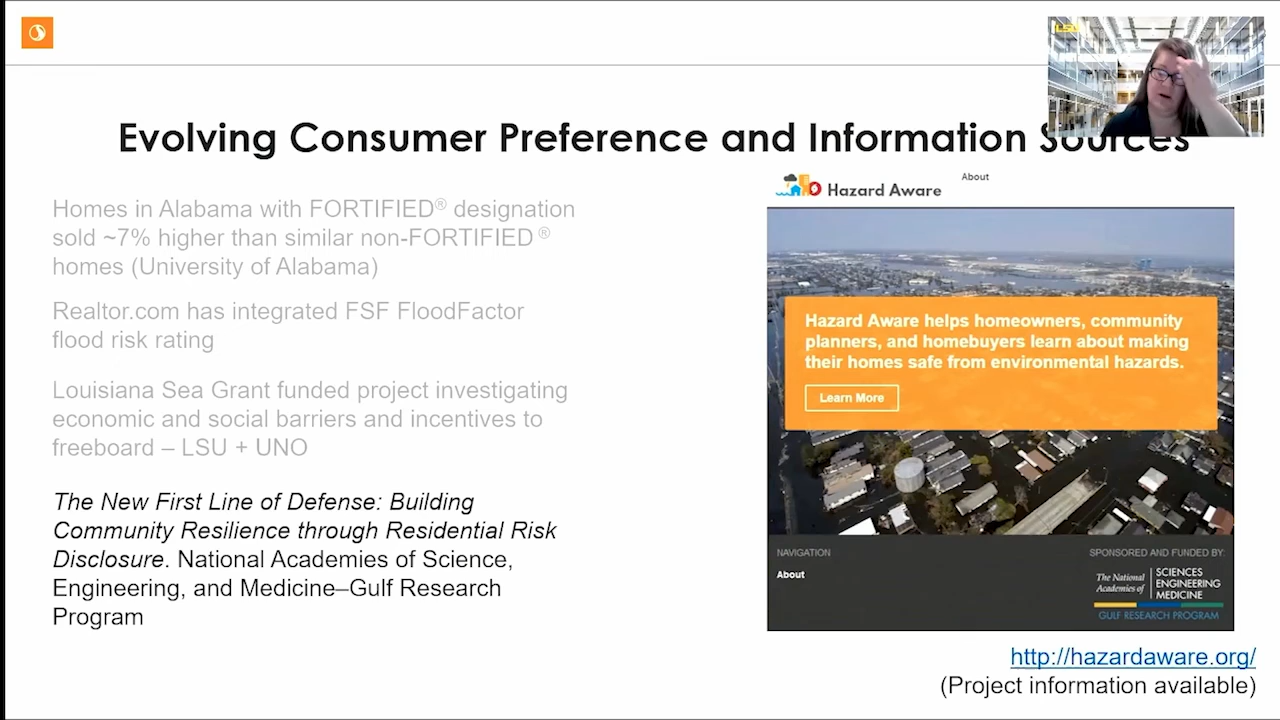 LSU
Evolving Consumer Preference and Information Sources
Homes in Alabama with FORTIFIED® designation
sold ~7% higher than similar non-FORTIFIED ®
homes (University of Alabama)
Realtor.com has integrated FSF FloodFactor
flood risk rating
Louisiana Sea Grant funded project investigating
economic and social barriers and incentives to
freeboard – LSU + UNO
The New First Line of Defense: Building
Community Resilience through Residential Risk
Disclosure. National Academies of Science,
Engineering, and Medicine–Gulf Research
Program
Hazard Aware
About
Hazard Aware helps homeowners, community
planners, and homebuyers learn about making
their homes safe from environmental hazards.
Learn More
NAVIGATION
About
SPONSORED AND FUNDED BY:
The National
Academies of
SCIENCES
ENGINEERING
MEDICINE
GULF RESEARCH PROGRAM
http://hazardaware.org/
(Project information available)